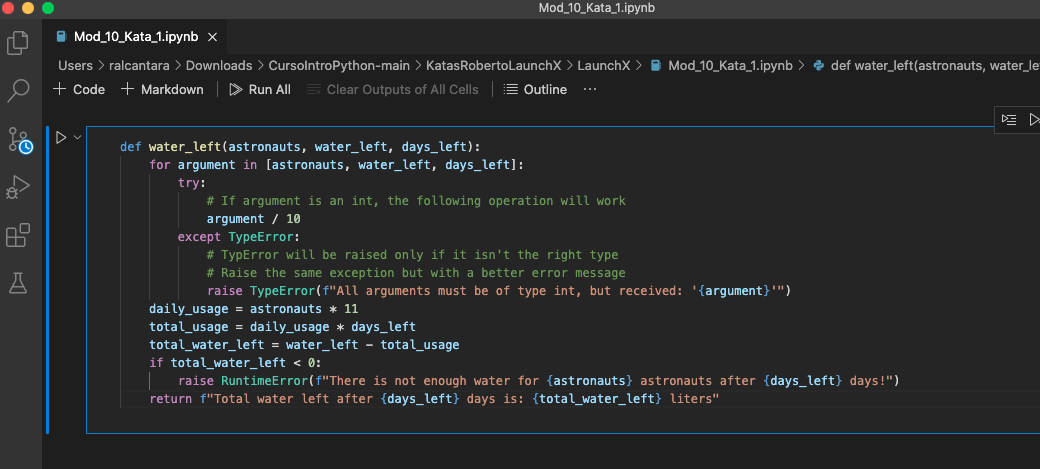 Mod_10_Kata_1.ipynb
Mod_10_Kata_1.ipynb ×
Users > ralcantara > Downloads > CursoIntroPython-main > KatasRobertoLaunchX > LaunchX > Mod_10_Kata_1.ipynb > def water_left(astronauts, water_le
+ Code + Markdown Run All Clear Outputs of All Cells Outline ...
def water_left(astronauts, water_left, days_left):
    for argument in [astronauts, water_left, days_left]:
        try:
            # If argument is an int, the following operation will work
            argument / 10
        except TypeError:
            # TypError will be raised only if it isn't the right type
            # Raise the same exception but with a better error message
            raise TypeError(f"All arguments must be of type int, but received: '{argument}'")
    daily_usage = astronauts * 11
    total_usage = daily_usage * days_left
    total_water_left = water_left - total_usage
    if total_water_left < 0:
        raise RuntimeError(f"There is not enough water for {astronauts} astronauts after {days_left} days!")
    return f"Total water left after {days_left} days is: {total_water_left} liters"